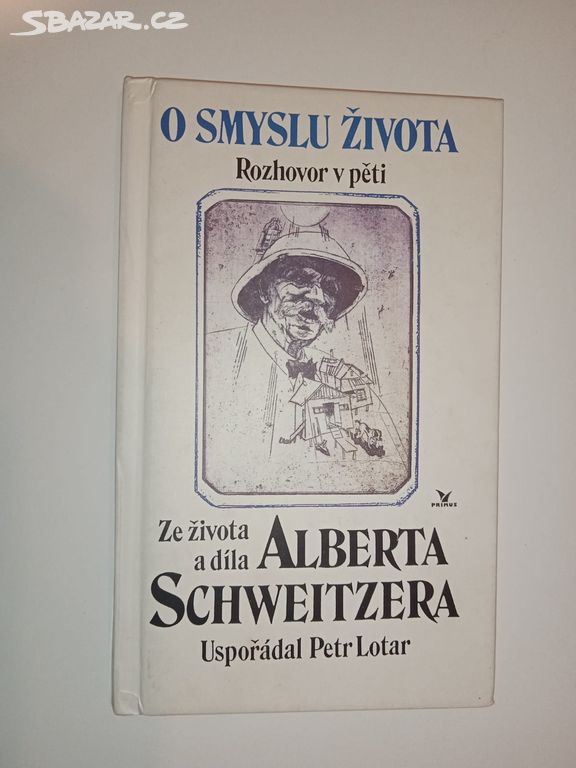 SBAZAR.CZ
O SMYSLU ŽIVOTA
Rozhovor v pěti
PRIMUS
Ze života
a díla ALBERTA
SCHWEITZERA
Uspořádal Petr Lotar